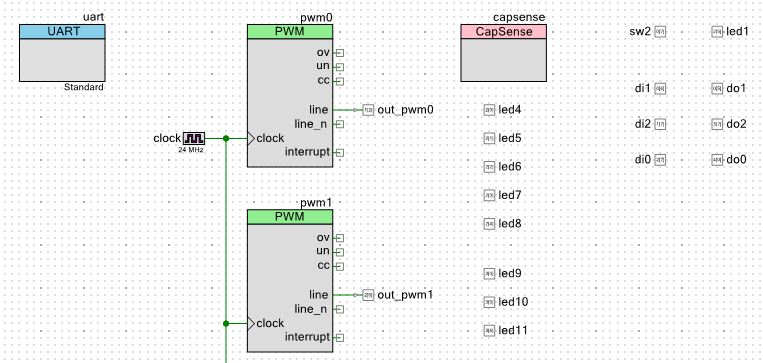 uart
UART
Standard
pwm0
PWM
ov
un
cc
line
line_n
clock
interrupt
out_pwm0
clock
24 MHz
pwm1
PWM
ov
un
cc
line
line_n
clock
interrupt
out_pwm1
capsense
CapSense
led4
led5
led6
led7
led8
led9
led10
led11
sw2
led1
di1
do1
di2
do2
di0
do0